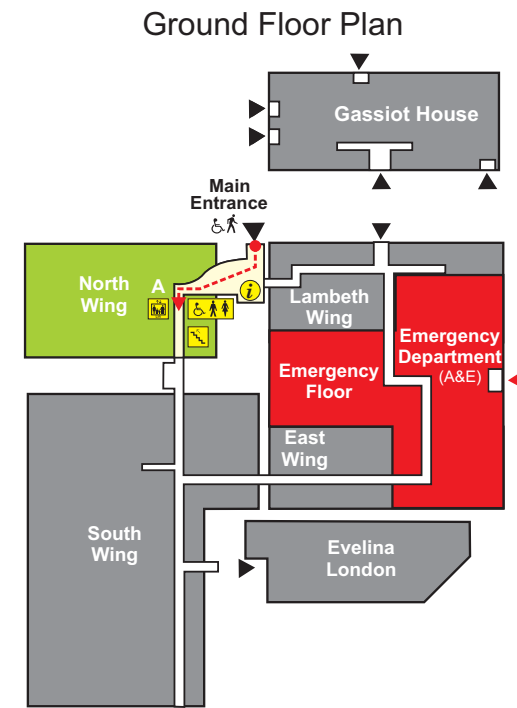 Ground Floor Plan
Gassiot House
Main
Entrance
North
Wing
A
i
Lambeth
Wing
Emergency
Department
(A&E)
Emergency
Floor
East
Wing
South
Wing
Evelina
London